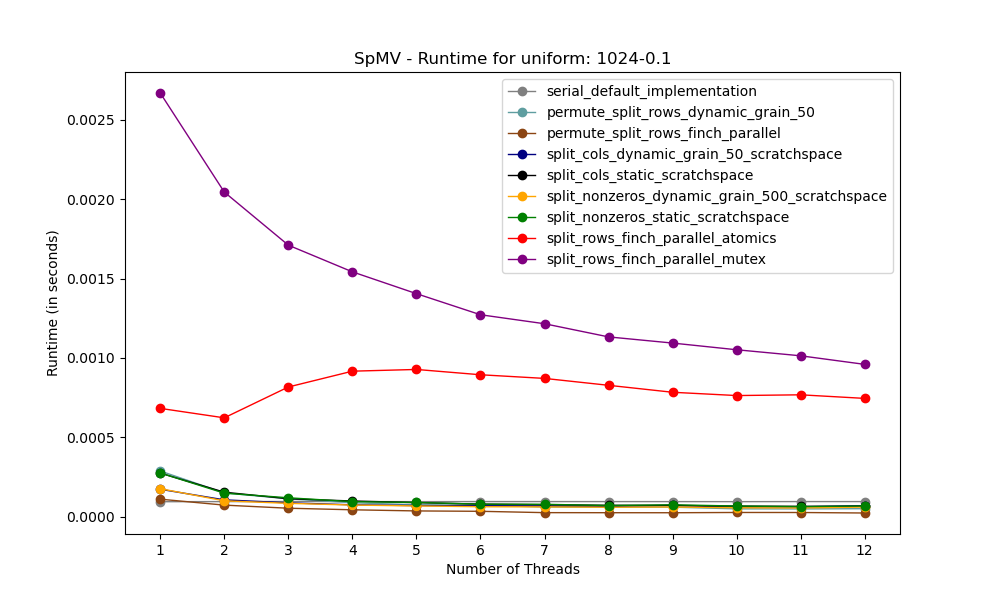 SpMV - Runtime for uniform: 1024-0.1
serial_default_implementation
permute_split_rows_dynamic_grain_50
permute_split_rows_finch_parallel
split_cols_dynamic_grain_50_scratchspace
split_cols_static_scratchspace
split_nonzeros_dynamic_grain_500_scratchspace
split_nonzeros_static_scratchspace
split_rows_finch_parallel_atomics
split_rows_finch_parallel_mutex
Runtime (in seconds)
0.0025
0.0020
0.0015
0.0010
0.0005
0.0000
1 2 3 4 5 6 7 8 9 10 11 12
Number of Threads